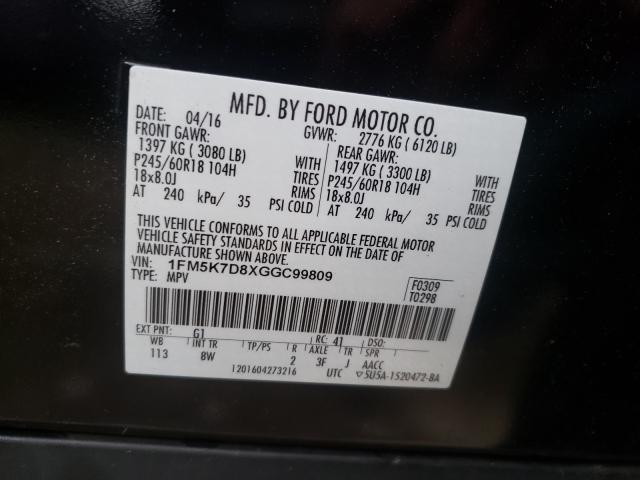 MFD. BY FORD MOTOR CO.
DATE: 04/16 GVWR: 2776 KG ( 6120 LB)
FRONT GAWR: REAR GAWR:
1397 KG ( 3080 LB) WITH 1497 KG ( 3300 LB) WITH
P245/60R18 104H TIRES P245/60R18 104H TIRES
18x8.0J RIMS 18x8.0J RIMS
AT 240 kPa/ 35 PSI COLD AT 240 kPa/ 35 PSI COLD
THIS VEHICLE CONFORMS TO ALL APPLICABLE FEDERAL MOTOR
VEHICLE SAFETY STANDARDS IN EFFECT ON THE DATE OF
MANUFACTURE SHOWN ABOVE.
VIN: 1FM5K7D8XGGC99809 F0309
TYPE: MPV T0298
EXT PNT: G1 RC: 41 DSO:
WB INT TR TP/PS R AXLE TR SPR
113 8W 2 3F J AACC
1201604273216 UTC ▽5U5A-1520472-BA